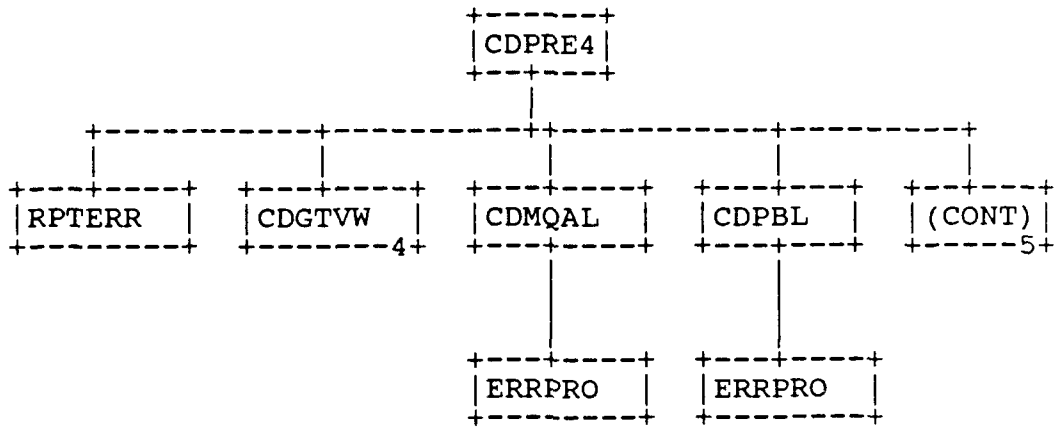 CDPRE4
RPTERR CDGTVW CDMQAL CDPBL (CONT)
4 5
ERRPRO ERRPRO